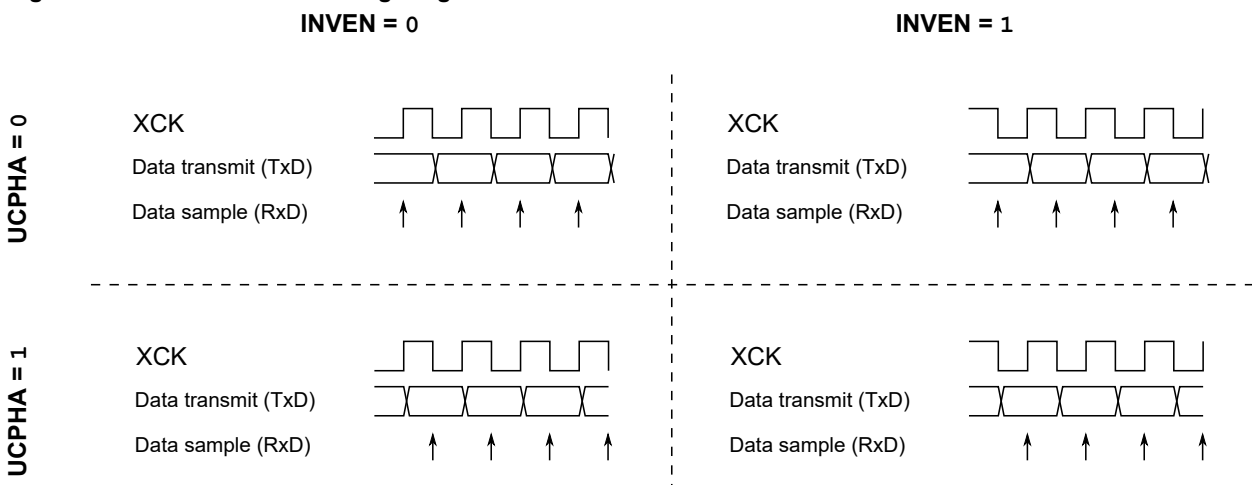 INVEN = 0
INVEN = 1
UCPHA = 0
XCK
Data transmit (TxD)
Data sample (RxD)
XCK
Data transmit (TxD)
Data sample (RxD)
UCPHA = 1
XCK
Data transmit (TxD)
Data sample (RxD)
XCK
Data transmit (TxD)
Data sample (RxD)